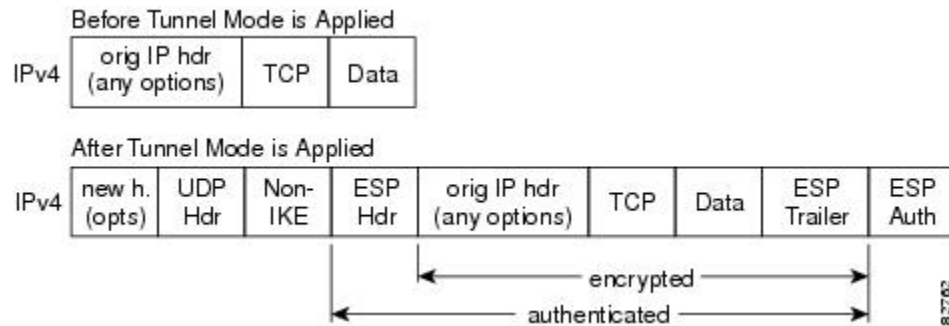 Before Tunnel Mode is Applied
IPv4
orig IP hdr
(any options)
TCP
Data
After Tunnel Mode is Applied
IPv4
new h.
(opts)
UDP
Hdr
Non-
IKE
ESP
Hdr
orig IP hdr
(any options)
TCP
Data
ESP
Trailer
ESP
Auth
encrypted
authenticated